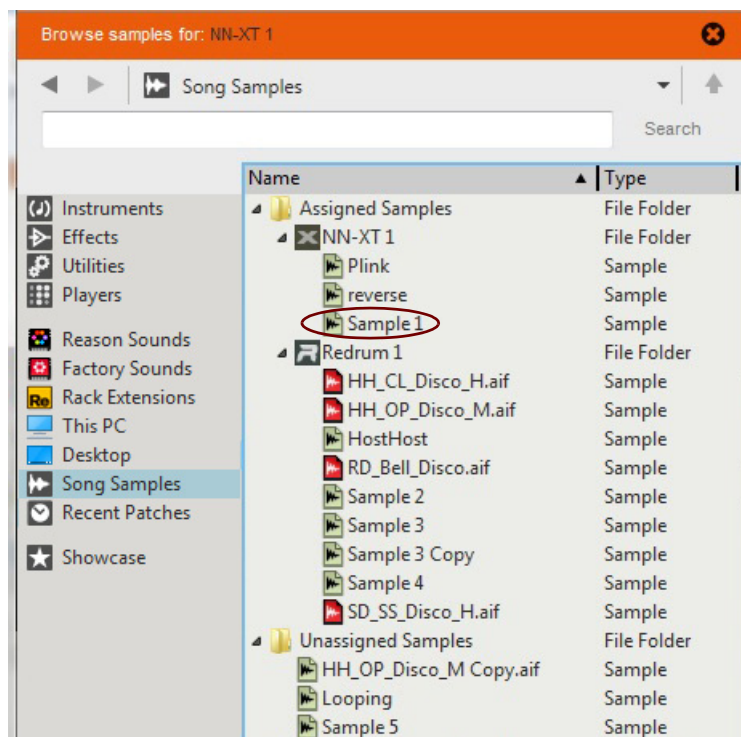 Browse samples for: NN-XT 1
Song Samples
Search
Name Type
Instruments
Effects
Utilities
Players
Reason Sounds
Factory Sounds
Re Rack Extensions
This PC
Desktop
Song Samples
Recent Patches
Showcase
Assigned Samples File Folder
NN-XT 1 File Folder
Plink Sample
reverse Sample
Sample 1 Sample
Redrum 1 File Folder
HH_CL_Disco_H.aif Sample
HH_OP_Disco_M.aif Sample
HostHost Sample
RD_Bell_Disco.aif Sample
Sample 2 Sample
Sample 3 Sample
Sample 3 Copy Sample
Sample 4 Sample
SD_SS_Disco_H.aif Sample
Unassigned Samples File Folder
HH_OP_Disco_M Copy.aif Sample
Looping Sample
Sample 5 Sample